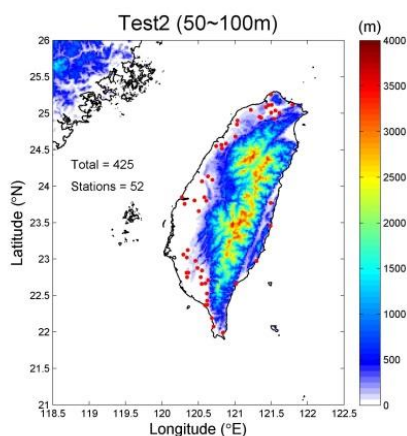 Test2 (50~100m)
(m)
26
25.5
25
24.5
24
23.5
23
22.5
22
21.5
21
Latitude (°N)
Total = 425
Stations = 52
4000
3500
3000
2500
2000
1500
1000
500
0
118.5 119 119.5 120 120.5 121 121.5 122 122.5
Longitude (°E)